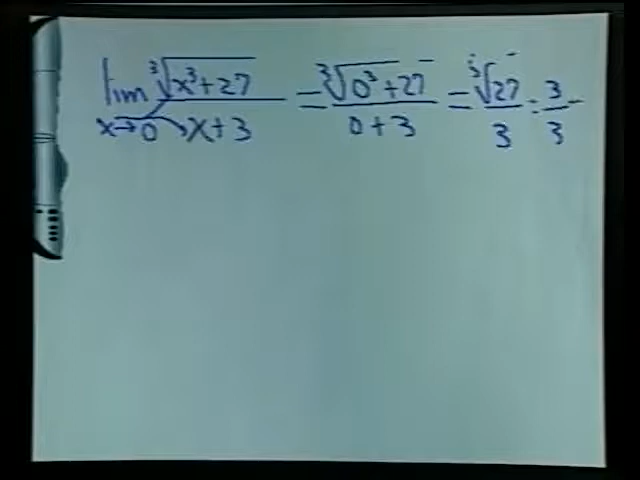 lim ∛(x³+27) / (x+3) x→0 = ∛(0³+27) / (0+3) = ∛27 / 3 = 3/3 =